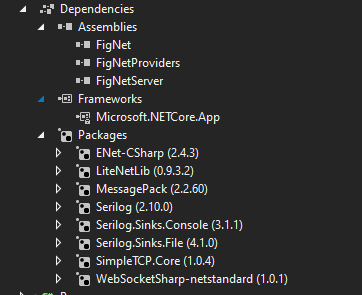 Dependencies
Assemblies
FigNet
FigNetProviders
FigNetServer
Frameworks
Microsoft.NETCore.App
Packages
ENet-CSharp (2.4.3)
LiteNetLib (0.9.3.2)
MessagePack (2.2.60)
Serilog (2.10.0)
Serilog.Sinks.Console (3.1.1)
Serilog.Sinks.File (4.1.0)
SimpleTCP.Core (1.0.4)
WebSocketSharp-netstandard (1.0.1)